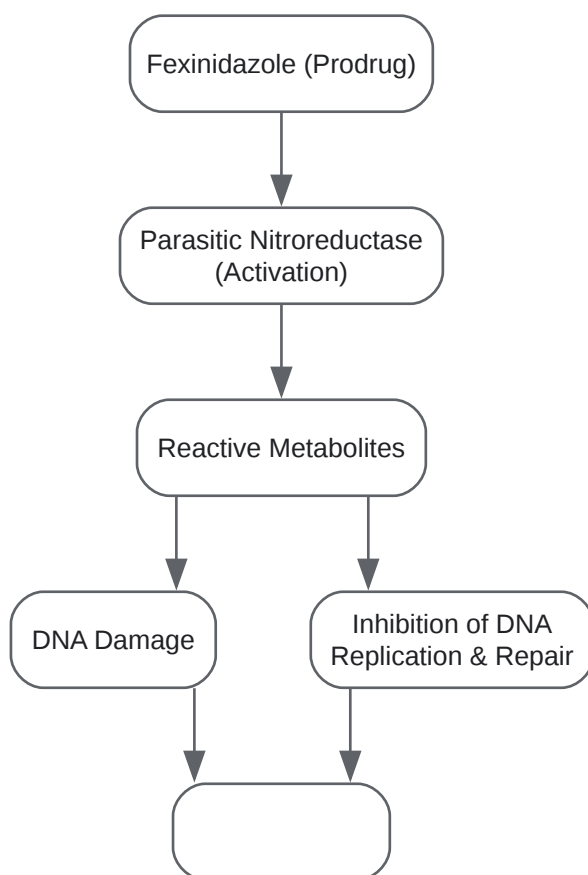 Fexinidazole (Prodrug)
Parasitic Nitroreductase
(Activation)
Reactive Metabolites
DNA Damage
Inhibition of DNA
Replication & Repair